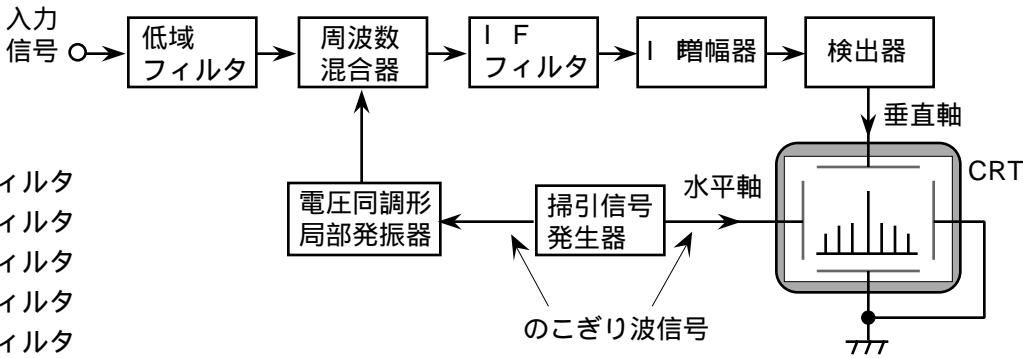 入力
信号
低域
フィルタ
周波数
混合器
I F
フィルタ
I F増幅器
検出器
垂直軸
CRT
水平軸
電圧同調形
局部発振器
掃引信号
発生器
のこぎり波信号
ィルタ
ィルタ
ィルタ
ィルタ
ィルタ